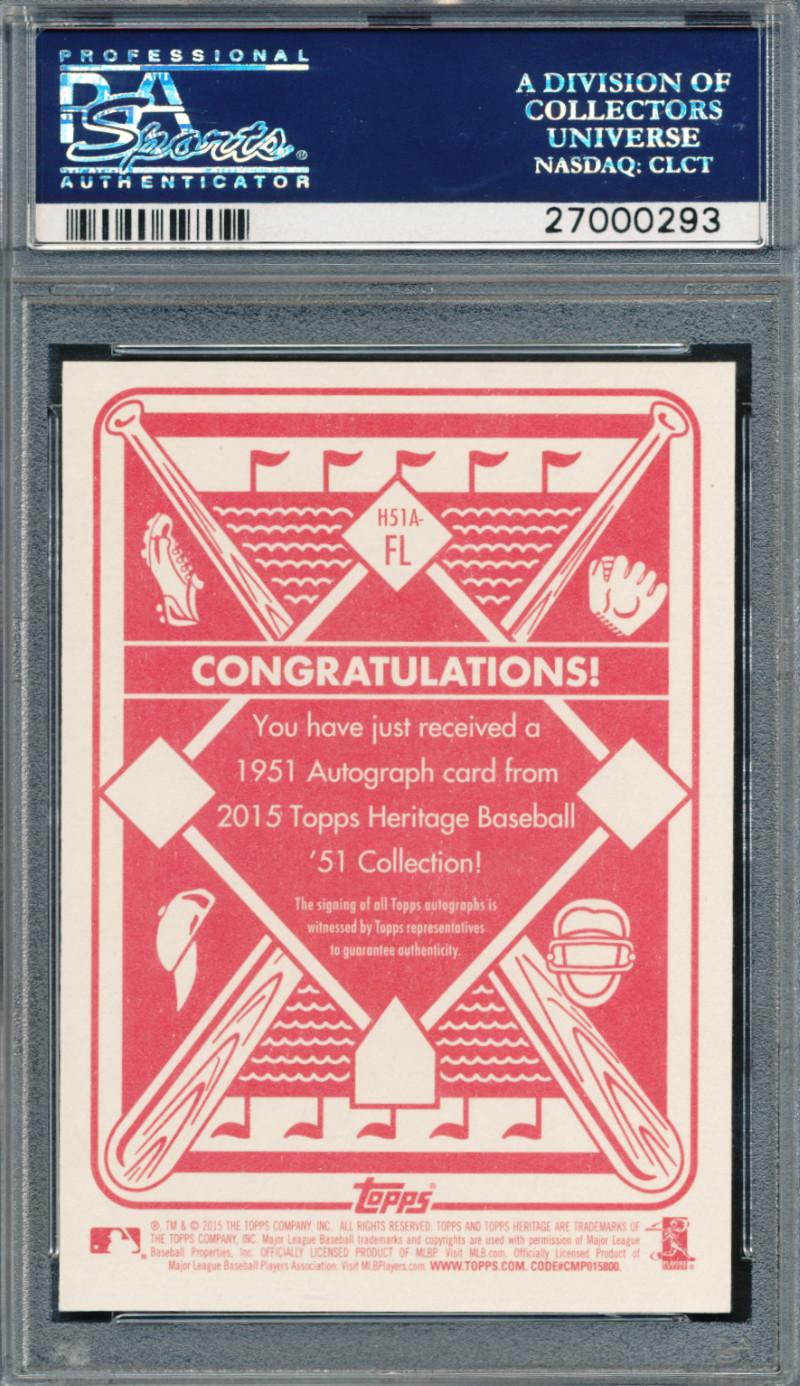 PROFESSIONAL
PSA
Sports®
AUTHENTICATOR
A DIVISION OF
COLLECTORS
UNIVERSE
NASDAQ: CLCT
27000293
H51A-
FL
CONGRATULATIONS!
You have just received a
1951 Autograph card from
2015 Topps Heritage Baseball
'51 Collection!
The signing of all Topps autographs is
witnessed by Topps representatives
to guarantee authenticity.
topps®
®, TM & © 2015 THE TOPPS COMPANY, INC. ALL RIGHTS RESERVED. TOPPS AND TOPPS HERITAGE ARE TRADEMARKS OF
THE TOPPS COMPANY, INC. Major League Baseball trademarks and copyrights are used with permission of Major League
Baseball Properties, Inc. OFFICIALLY LICENSED PRODUCT OF MLBP. Visit MLB.com. Officially Licensed Product of
Major League Baseball Players Association. Visit MLBPlayers.com. WWW.TOPPS.COM. CODE#CMP015800.